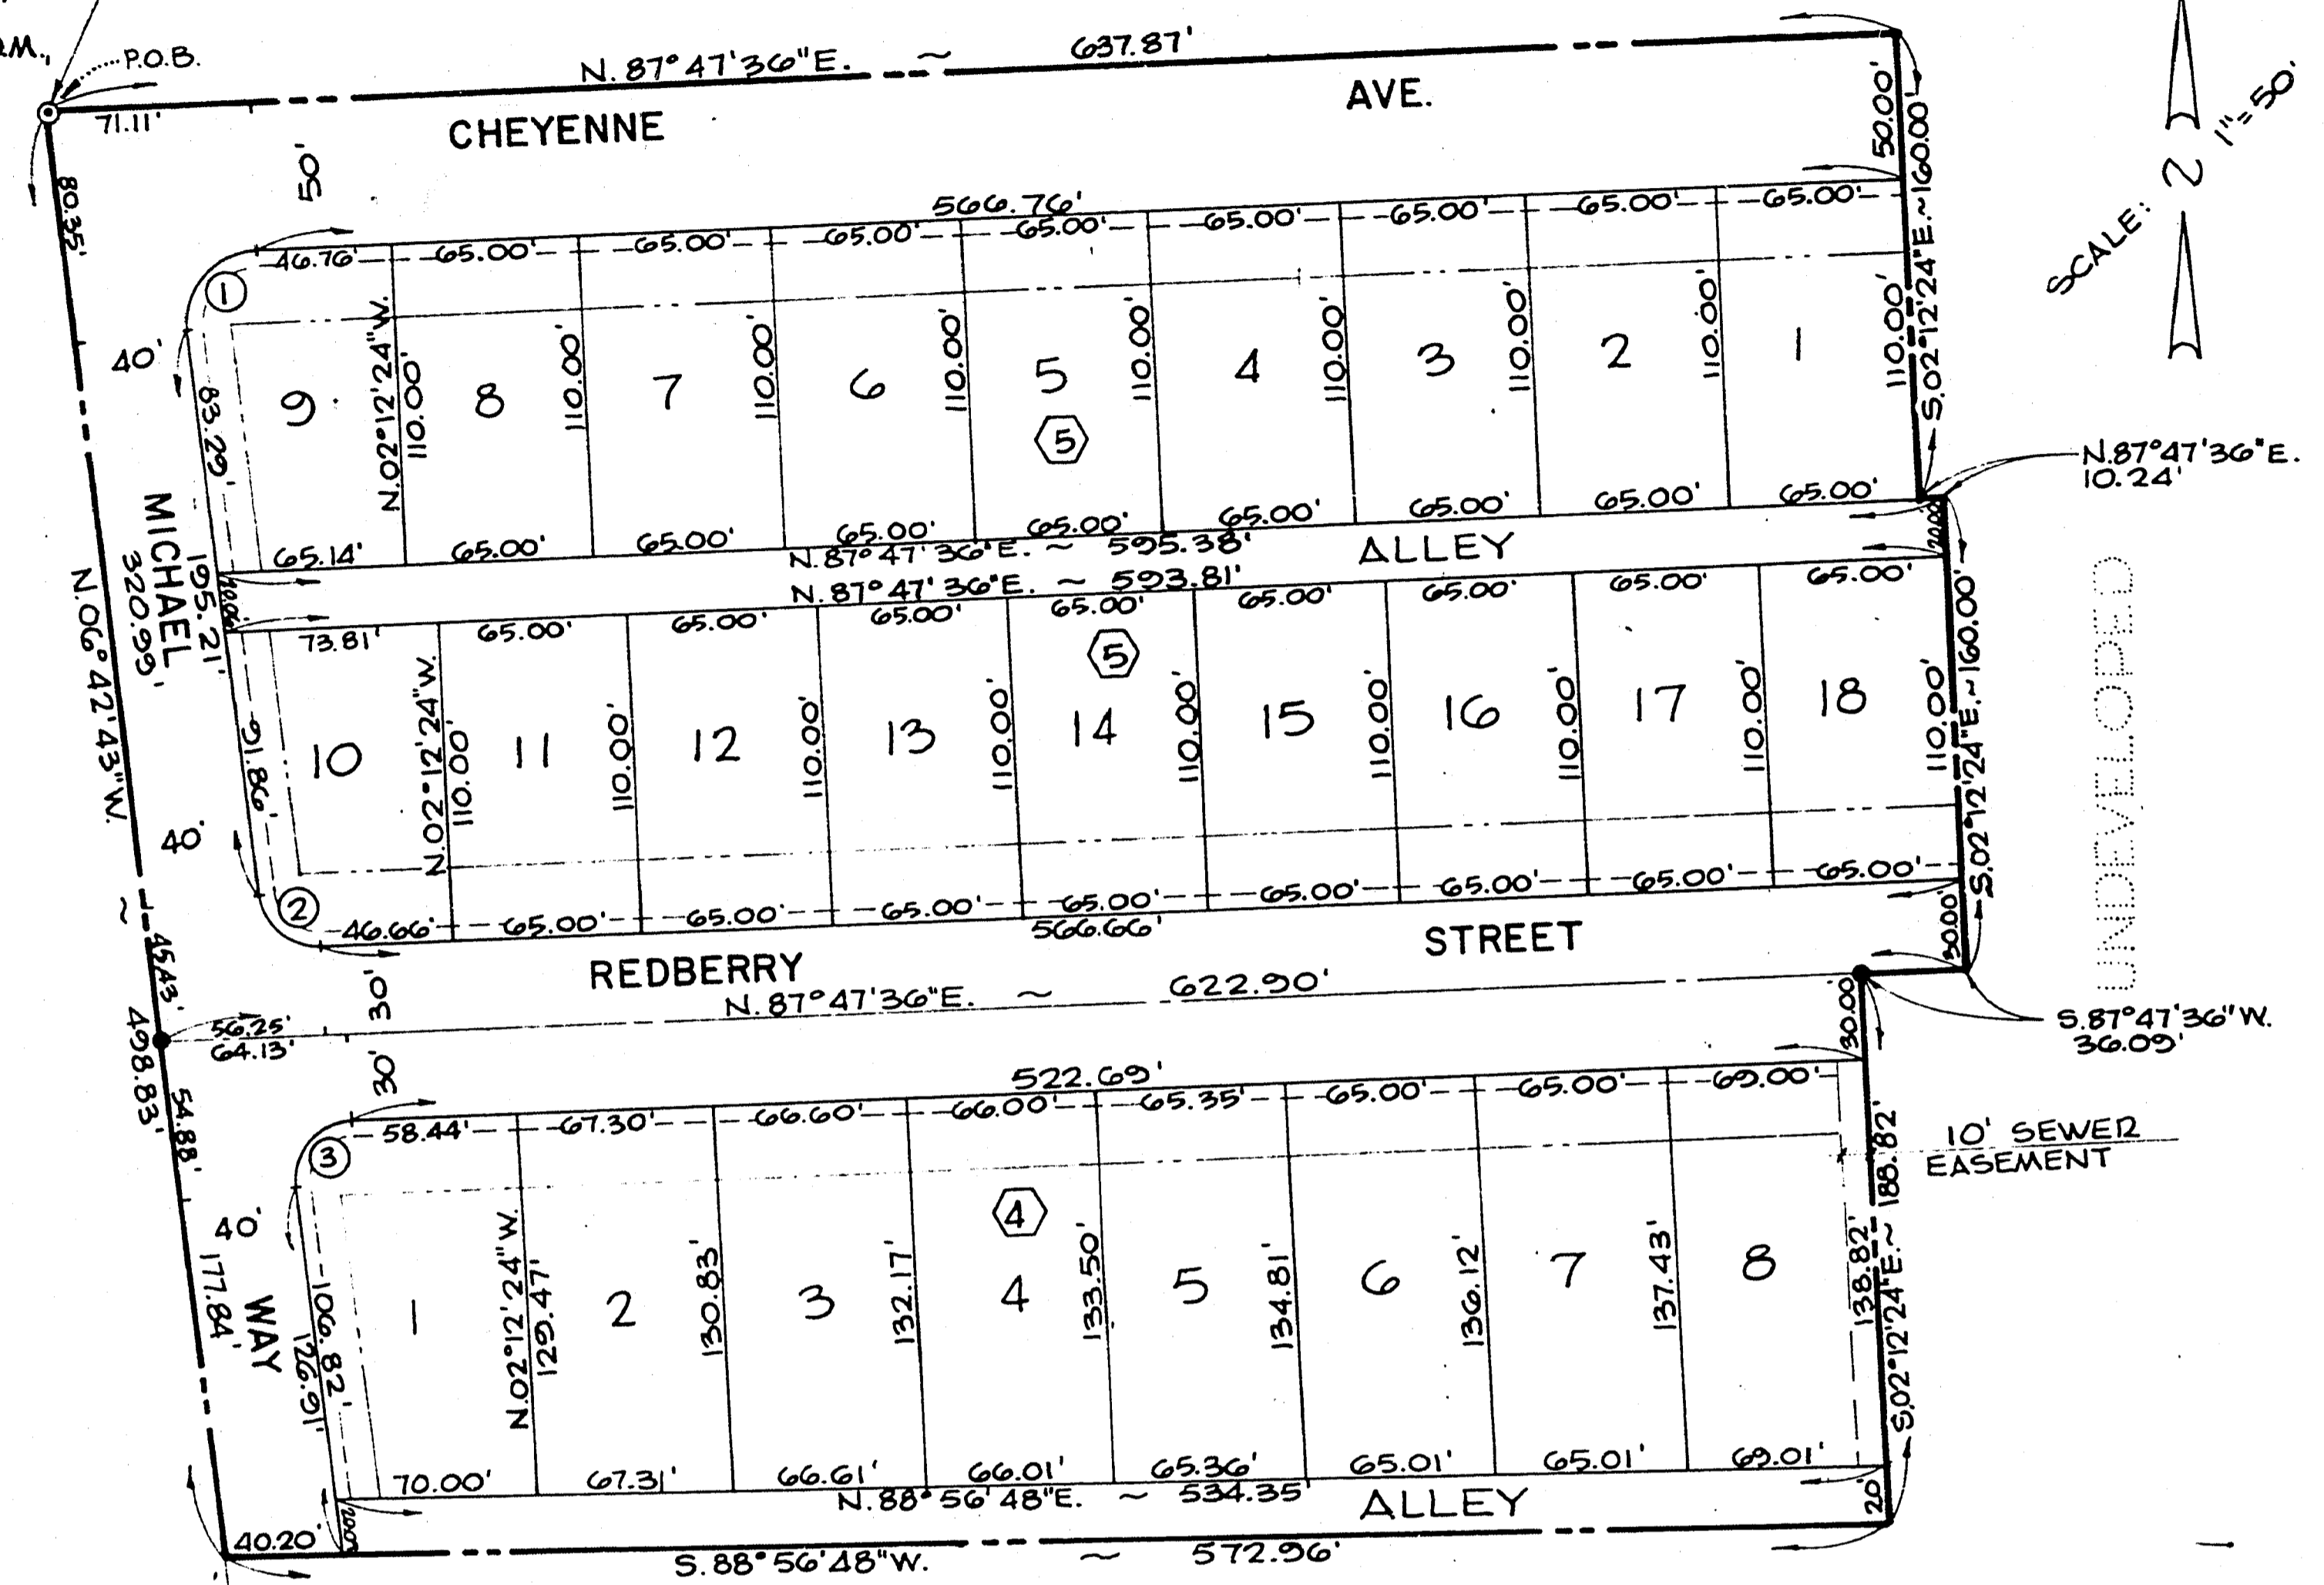 P.O.B.
N. 87°47'36"E. ~ 637.87'
71.11'
CHEYENNE AVE.
50'
50.00'
S.02°12'24"E.~160.00'
SCALE: 1"=50'
80.35'
566.76'
46.76' 65.00' 65.00' 65.00' 65.00' 65.00' 65.00' 65.00' 65.00'
1
40'
83.29'
N.02°12'24"W.
110.00' 110.00' 110.00' 110.00' 110.00' 110.00' 110.00' 110.00' 110.00'
9 8 7 6 5 4 3 2 1
5
N.87°47'36"E.
10.24'
65.14' 65.00' 65.00' 65.00' 65.00' 65.00' 65.00' 65.00' 65.00'
N.87°47'36"E. ~ 595.38'
ALLEY
20.00'
20.00'
N.87°47'36"E. ~ 593.81'
MICHAEL
195.21'
320.99'
N.06°42'43"W. ~
498.83'
73.81' 65.00' 65.00' 65.00' 65.00' 65.00' 65.00' 65.00' 65.00'
5
91.86'
N.02°12'24"W.
110.00' 110.00' 110.00' 110.00' 110.00' 110.00' 110.00' 110.00' 110.00'
10 11 12 13 14 15 16 17 18
S.02°12'24"E.~160.00'
UNDEVELOPED
40'
2
46.66' 65.00' 65.00' 65.00' 65.00' 65.00' 65.00' 65.00' 65.00'
566.66'
30.00'
REDBERRY STREET
45.43'
30'
N.87°47'36"E. ~ 622.90'
56.25'
64.13'
S.87°47'36"W.
36.09'
30'
30.00'
54.88'
522.69'
58.44' 67.30' 66.60' 66.00' 65.35' 65.00' 65.00' 69.00'
3
10' SEWER
EASEMENT
4
40'
177.84'
WAY
106.82'
126.91'
N.02°12'24"W.
129.47' 130.83' 132.17' 133.50' 134.81' 136.12' 137.43' 138.82'
1 2 3 4 5 6 7 8
S.02°12'24"E.~188.82'
70.00' 67.31' 66.61' 66.01' 65.36' 65.01' 65.01' 69.01'
N.88°56'48"E. ~ 534.35'
ALLEY
20'
40.20'
S.88°56'48"W. ~ 572.96'